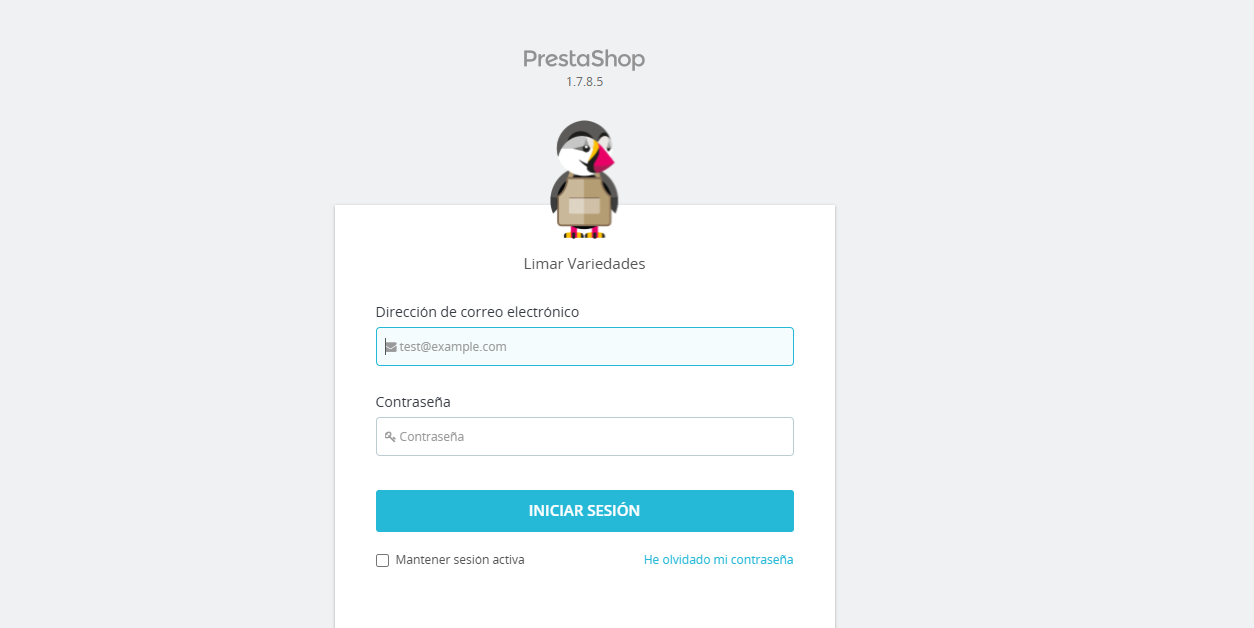 PrestaShop
1.7.8.5
Limar Variedades
Dirección de correo electrónico
test@example.com
Contraseña
Contraseña
INICIAR SESIÓN
Mantener sesión activa He olvidado mi contraseña